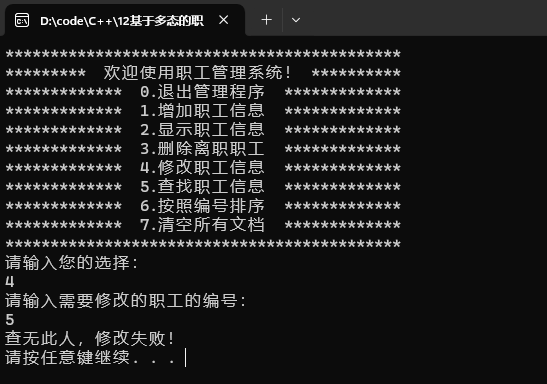 D:\code\C++\12基于多态的职
********************************************
*********  欢迎使用职工管理系统！ **********
*************  0.退出管理程序  *************
*************  1.增加职工信息  *************
*************  2.显示职工信息  *************
*************  3.删除离职职工  *************
*************  4.修改职工信息  *************
*************  5.查找职工信息  *************
*************  6.按照编号排序  *************
*************  7.清空所有文档  *************
********************************************
请输入您的选择：
4
请输入需要修改的职工的编号：
5
查无此人，修改失败！
请按任意键继续. . .